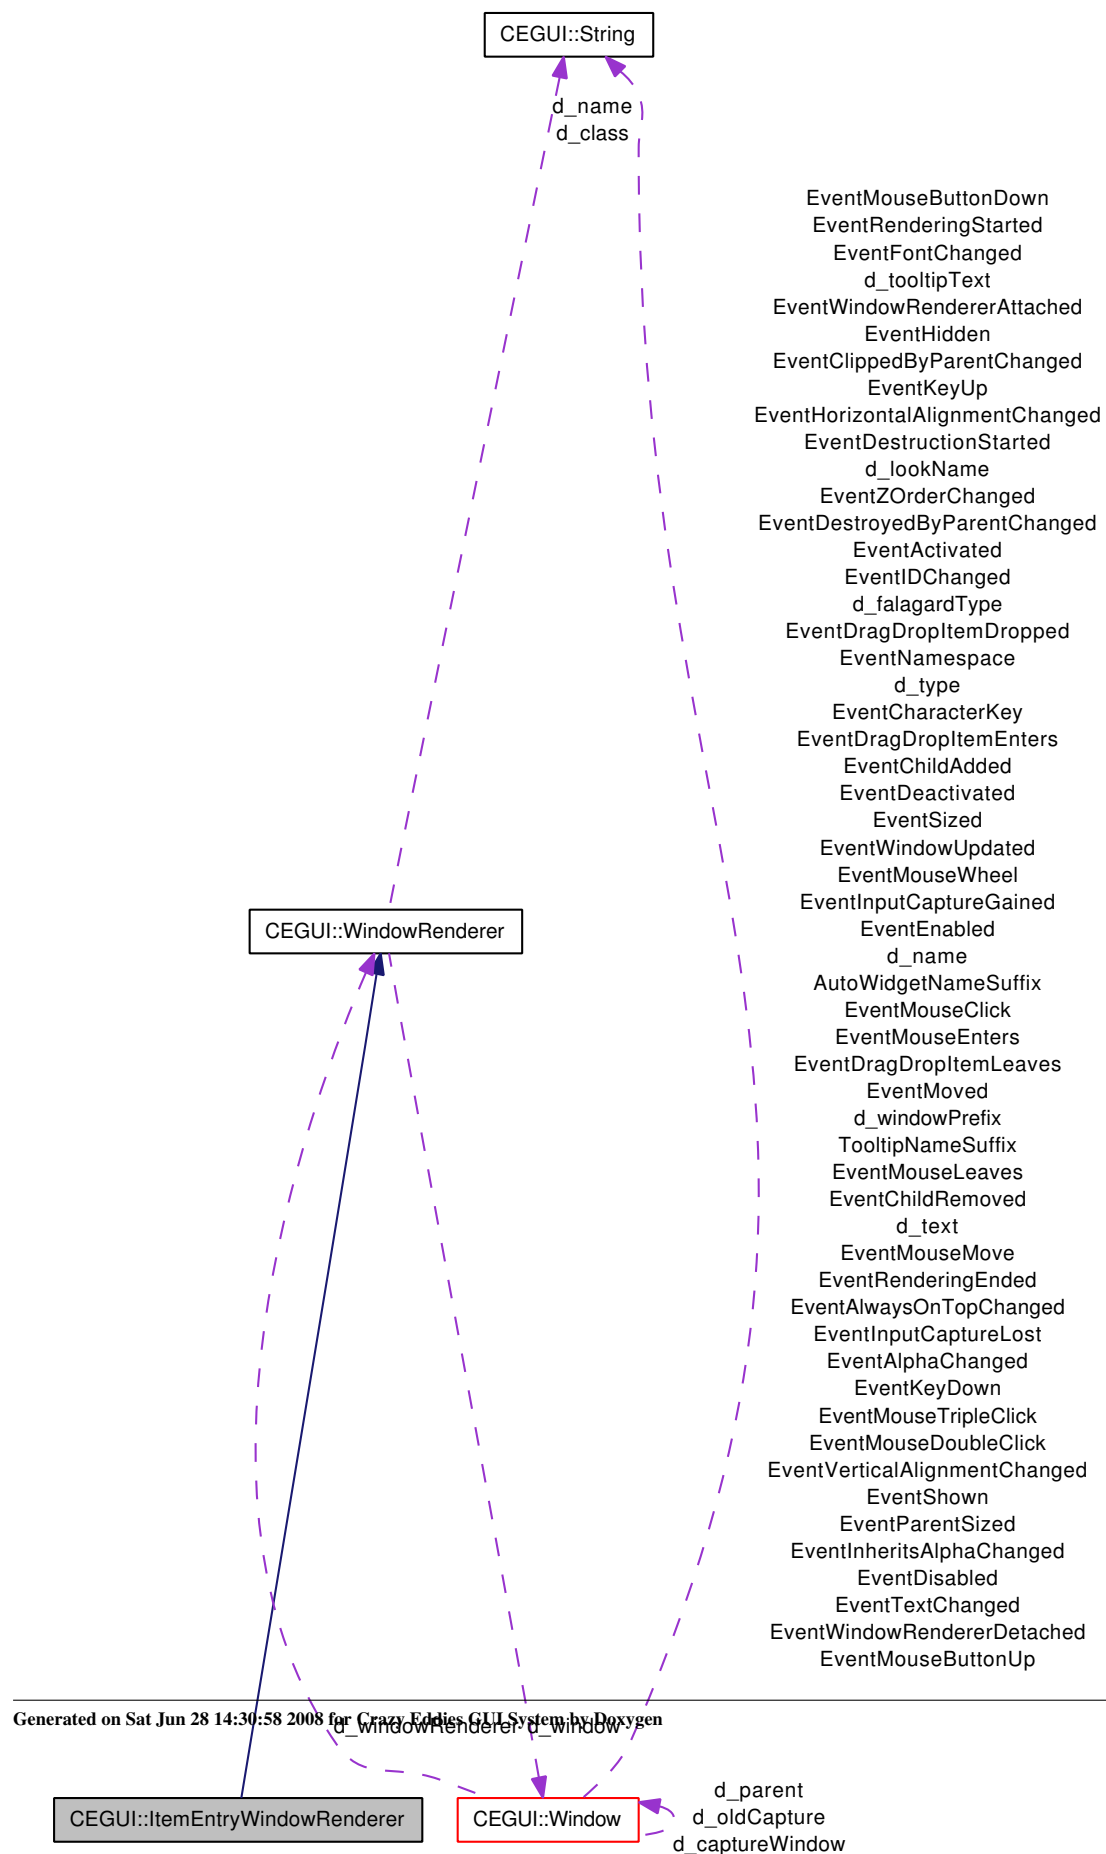 CEGUI::String
d_name
d_class
EventMouseButtonDown
EventRenderingStarted
EventFontChanged
d_tooltipText
EventWindowRendererAttached
EventHidden
EventClippedByParentChanged
EventKeyUp
EventHorizontalAlignmentChanged
EventDestructionStarted
d_lookName
EventZOrderChanged
EventDestroyedByParentChanged
EventActivated
EventIDChanged
d_falagardType
EventDragDropItemDropped
EventNamespace
d_type
EventCharacterKey
EventDragDropItemEnters
EventChildAdded
EventDeactivated
EventSized
EventWindowUpdated
EventMouseWheel
EventInputCaptureGained
EventEnabled
d_name
AutoWidgetNameSuffix
EventMouseClick
EventMouseEnters
EventDragDropItemLeaves
EventMoved
d_windowPrefix
TooltipNameSuffix
EventMouseLeaves
EventChildRemoved
d_text
EventMouseMove
EventRenderingEnded
EventAlwaysOnTopChanged
EventInputCaptureLost
EventAlphaChanged
EventKeyDown
EventMouseTripleClick
EventMouseDoubleClick
EventVerticalAlignmentChanged
EventShown
EventParentSized
EventInheritsAlphaChanged
EventDisabled
EventTextChanged
EventWindowRendererDetached
EventMouseButtonUp
CEGUI::WindowRenderer
Generated on Sat Jun 28 14:30:58 2008 for Crazy Eddies GUI System by Doxygen
d_windowRenderer d_window
CEGUI::ItemEntryWindowRenderer
CEGUI::Window
d_parent
d_oldCapture
d_captureWindow